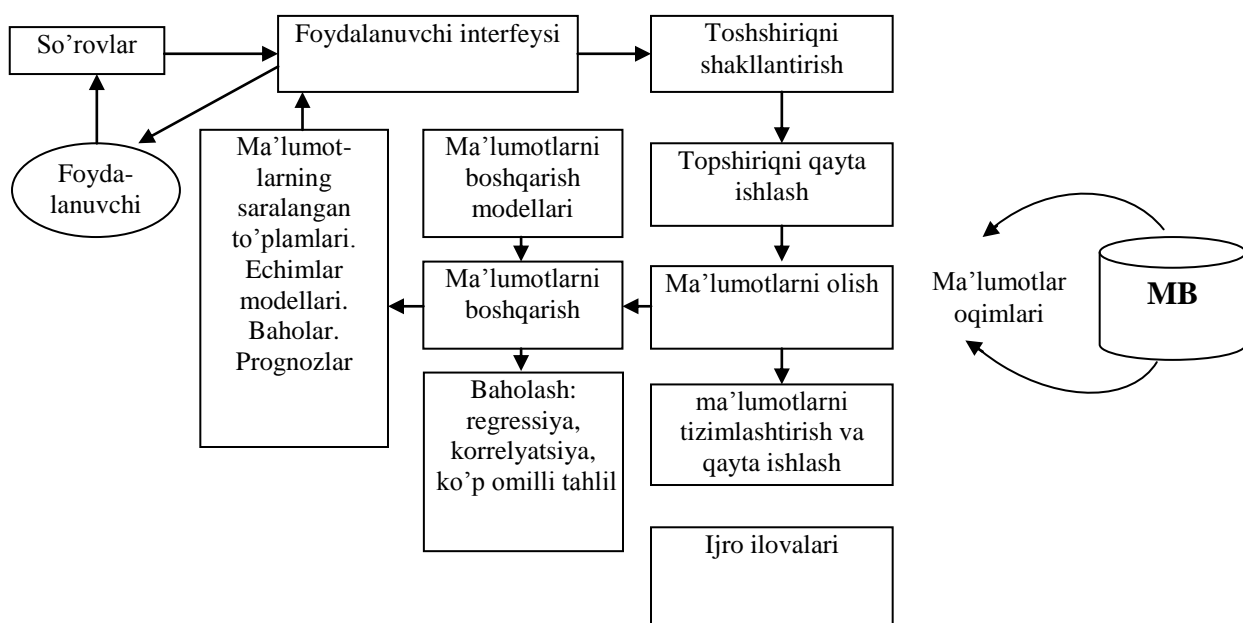 So’rovlar
Foydalanuvchi interfeysi
Toshshiriqni
shakllantirish
Foyda-
lanuvchi
Ma’lumot-
larning
saralangan
to’plamlari.
Echimlar
modellari.
Baholar.
Prognozlar
Ma’lumotlarni
boshqarish
modellari
Topshiriqni qayta
ishlash
Ma’lumotlarni
boshqarish
Ma’lumotlarni olish
Ma’lumotlar
oqimlari
MB
Baholash:
regressiya,
korrelyatsiya,
ko’p omilli tahlil
ma’lumotlarni
tizimlashtirish va
qayta ishlash
Ijro ilovalari